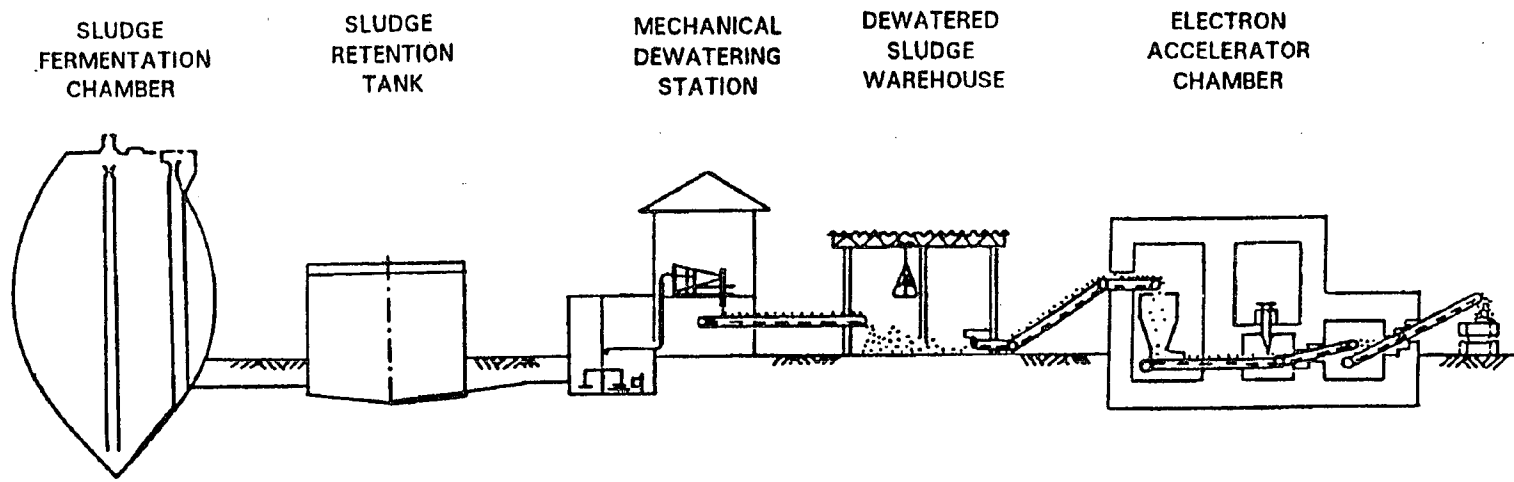 SLUDGE
FERMENTATION
CHAMBER
SLUDGE
RETENTION
TANK
MECHANICAL
DEWATERING
STATION
DEWATERED
SLUDGE
WAREHOUSE
ELECTRON
ACCELERATOR
CHAMBER